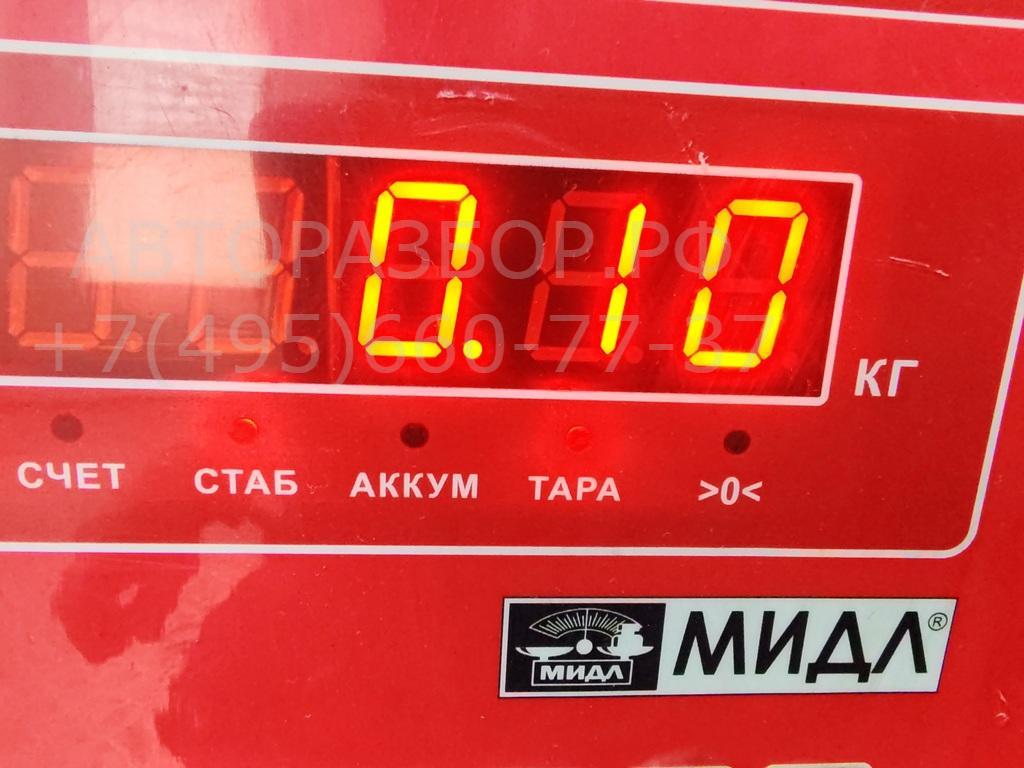 0.10
КГ
АВТОРАЗБОР.РФ
+7(495)660-77-37
СЧЕТ СТАБ АККУМ ТАРА >0<
МИДЛ МИДЛ®